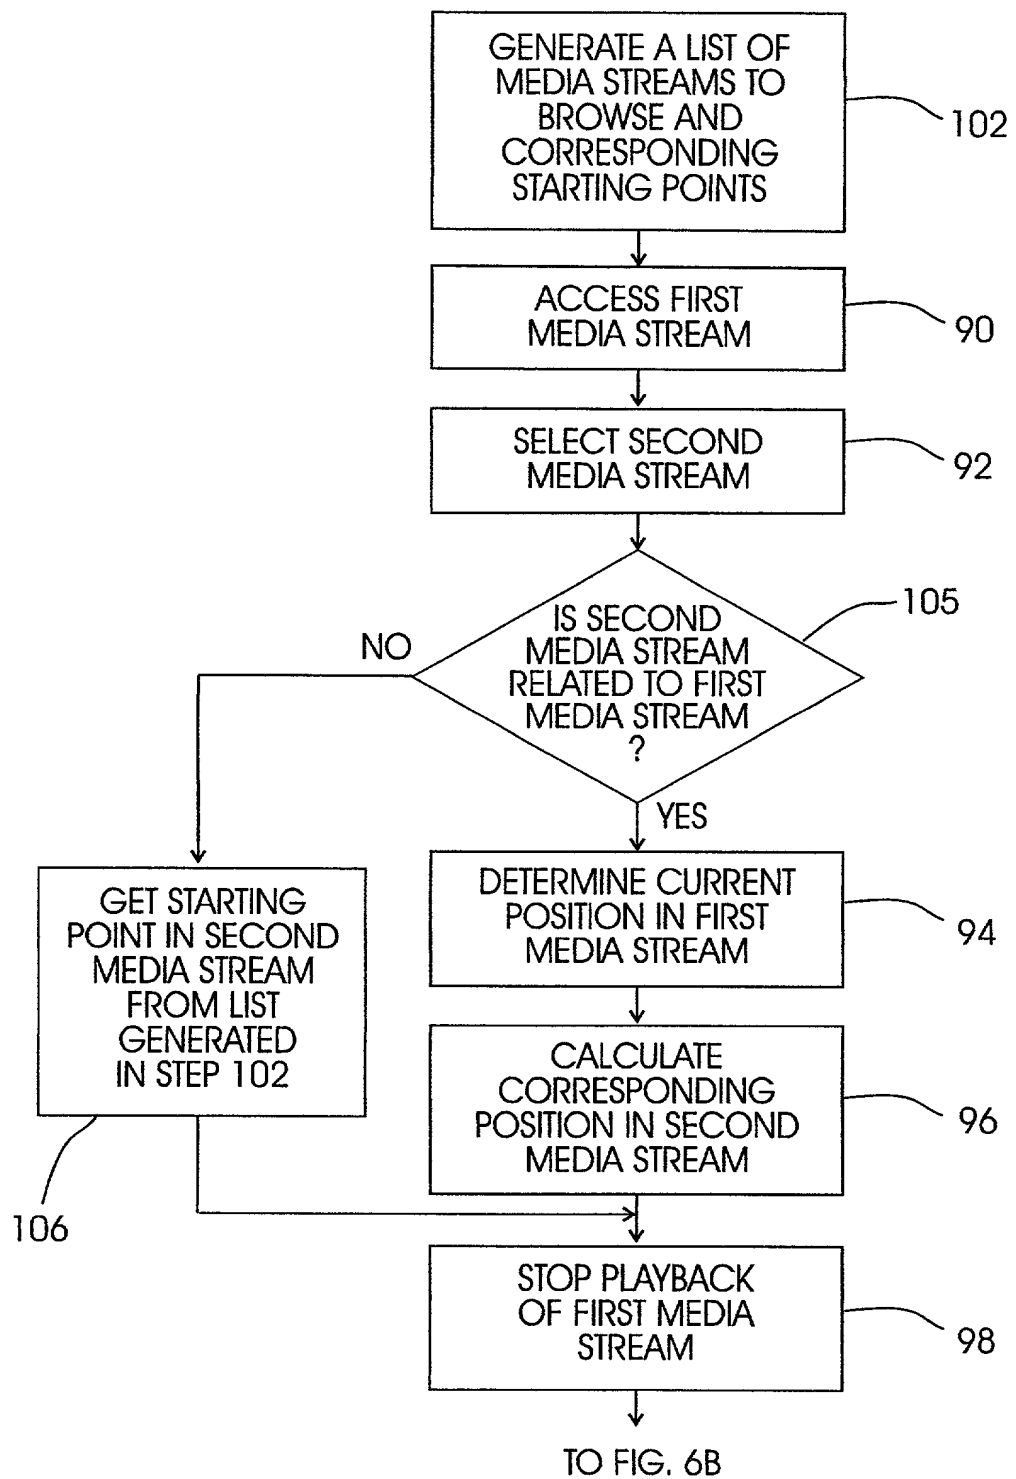 GENERATE A LIST OF
MEDIA STREAMS TO
BROWSE AND
CORRESPONDING
STARTING POINTS
102
ACCESS FIRST
MEDIA STREAM
90
SELECT SECOND
MEDIA STREAM
92
IS SECOND
MEDIA STREAM
RELATED TO FIRST
MEDIA STREAM
?
105
NO
YES
GET STARTING
POINT IN SECOND
MEDIA STREAM
FROM LIST
GENERATED
IN STEP 102
106
DETERMINE CURRENT
POSITION IN FIRST
MEDIA STREAM
94
CALCULATE
CORRESPONDING
POSITION IN SECOND
MEDIA STREAM
96
STOP PLAYBACK
OF FIRST MEDIA
STREAM
98
TO FIG. 6B